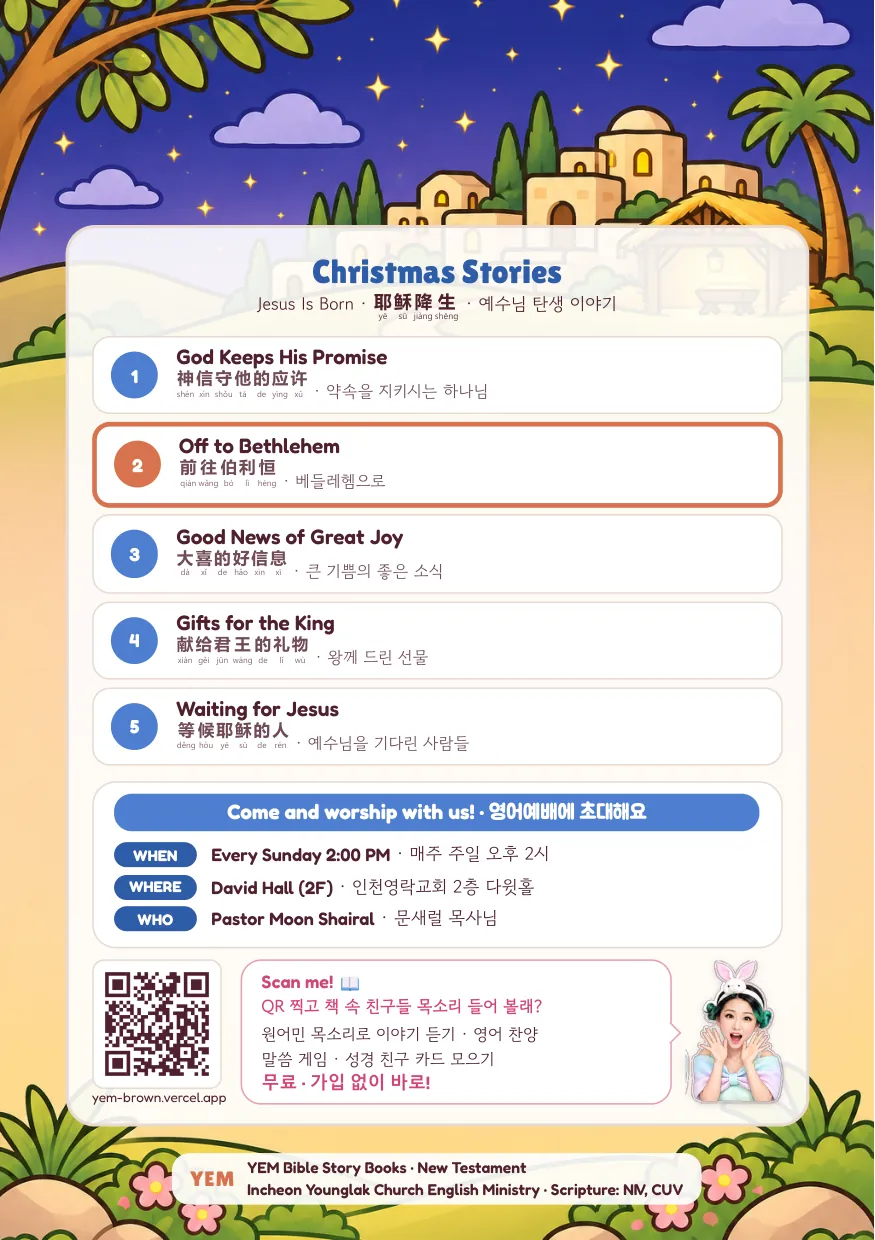 Christmas Stories
Jesus Is Born · 耶稣降生 · 예수님 탄생 이야기
yē sū jiàng shēng
1
God Keeps His Promise
神信守他的应许 · 약속을 지키시는 하나님
shén xìn shǒu tā de yīng xǔ
2
Off to Bethlehem
前往伯利恒 · 베들레헴으로
qián wǎng bó lì héng
3
Good News of Great Joy
大喜的好信息 · 큰 기쁨의 좋은 소식
dà xǐ de hǎo xìn xī
4
Gifts for the King
献给君王的礼物 · 왕께 드린 선물
xiàn gěi jūn wáng de lǐ wù
5
Waiting for Jesus
等候耶稣的人 · 예수님을 기다린 사람들
děng hòu yē sū de rén
Come and worship with us! · 영어예배에 초대해요
WHEN Every Sunday 2:00 PM · 매주 주일 오후 2시
WHERE David Hall (2F) · 인천영락교회 2층 다윗홀
WHO Pastor Moon Shairal · 문새럴 목사님
Scan me! 📖
QR 찍고 책 속 친구들 목소리 들어 볼래?
원어민 목소리로 이야기 듣기 · 영어 찬양
말씀 게임 · 성경 친구 카드 모으기
무료 · 가입 없이 바로!
yem-brown.vercel.app
YEM
YEM Bible Story Books · New Testament
Incheon Younglak Church English Ministry · Scripture: NIV, CUV